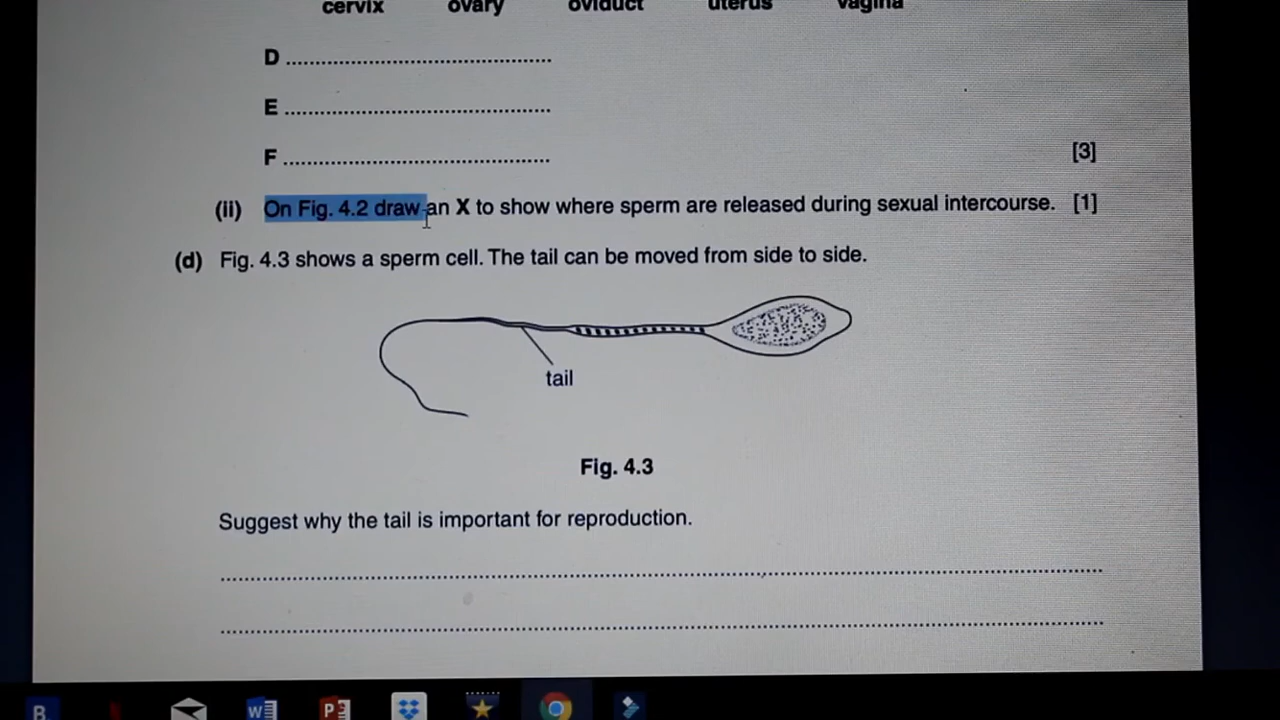 cervix ovary oviduct uterus vagina
D ............................................
E ............................................
F ............................................
[3]
(ii) On Fig. 4.2 draw an X to show where sperm are released during sexual intercourse. [1]
(d) Fig. 4.3 shows a sperm cell. The tail can be moved from side to side.
tail
Fig. 4.3
Suggest why the tail is important for reproduction.
....................................................................................................
....................................................................................................
B.
W
P